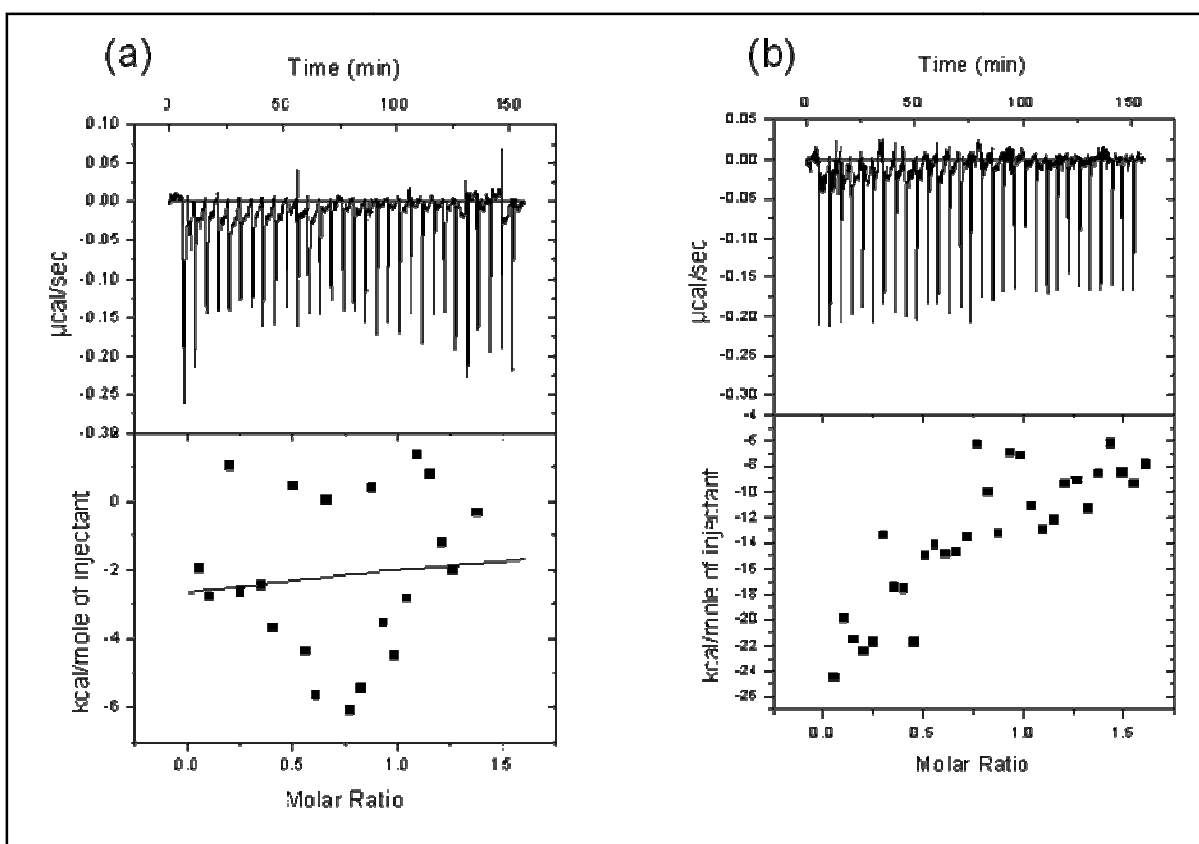 (a)
Time (min)
0 50 100 150
0.10
0.05
0.00
-0.05
-0.10
-0.15
-0.20
-0.25
-0.30
µcal/sec
2
0
-2
-4
-6
kcal/mole of injectant
0.0 0.5 1.0 1.5
Molar Ratio
(b)
Time (min)
0 50 100 150
0.05
0.00
-0.05
-0.10
-0.15
-0.20
-0.25
-0.30
µcal/sec
-4
-6
-8
-10
-12
-14
-16
-18
-20
-22
-24
-26
kcal/mole of injectant
0.0 0.5 1.0 1.5
Molar Ratio